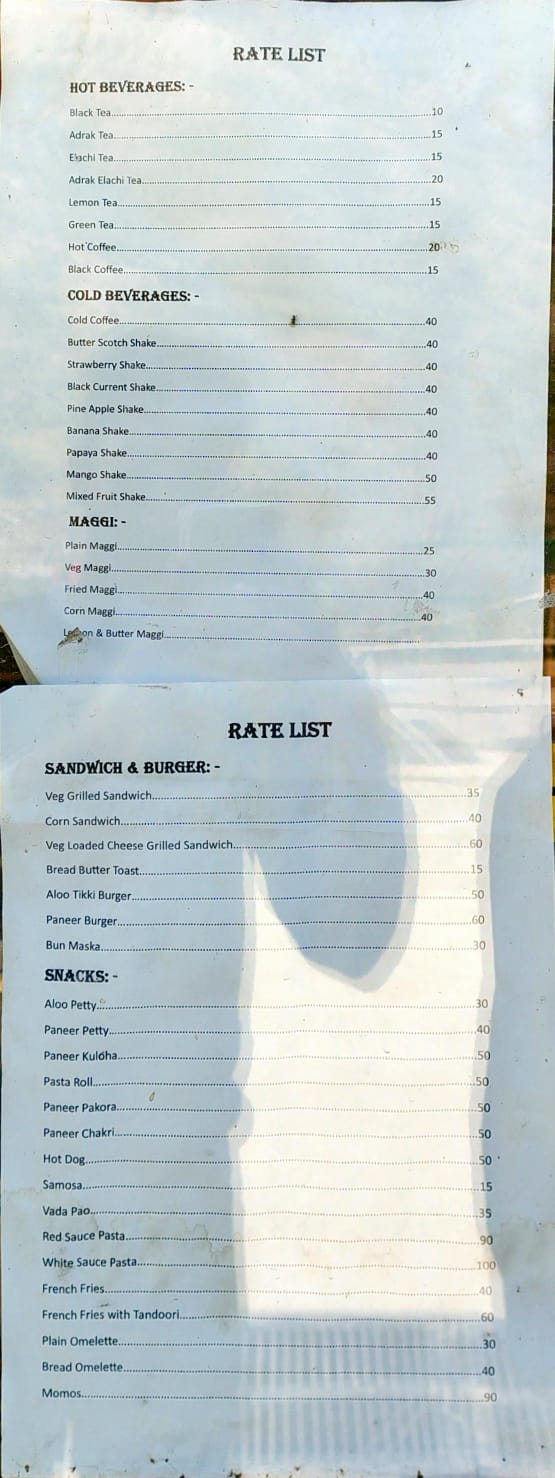 RATE LIST
HOT BEVERAGES: -
Black Tea....................10
Adrak Tea....................15
Elachi Tea....................15
Adrak Elachi Tea....................20
Lemon Tea....................15
Green Tea....................15
Hot Coffee....................20
Black Coffee....................15
COLD BEVERAGES: -
Cold Coffee....................40
Butter Scotch Shake....................40
Strawberry Shake....................40
Black Current Shake....................40
Pine Apple Shake....................40
Banana Shake....................40
Papaya Shake....................40
Mango Shake....................50
Mixed Fruit Shake....................55
MAGGI: -
Plain Maggi....................25
Veg Maggi....................30
Fried Maggi....................40
Corn Maggi....................40
Lemon & Butter Maggi....................
RATE LIST
SANDWICH & BURGER: -
Veg Grilled Sandwich....................35
Corn Sandwich....................40
Veg Loaded Cheese Grilled Sandwich....................60
Bread Butter Toast....................15
Aloo Tikki Burger....................50
Paneer Burger....................60
Bun Maska....................30
SNACKS: -
Aloo Petty....................30
Paneer Petty....................40
Paneer Kulcha....................50
Pasta Roll....................50
Paneer Pakora....................50
Paneer Chakri....................50
Hot Dog....................50
Samosa....................15
Vada Pao....................35
Red Sauce Pasta....................90
White Sauce Pasta....................100
French Fries....................40
French Fries with Tandoori....................60
Plain Omelette....................30
Bread Omelette....................40
Momos....................90